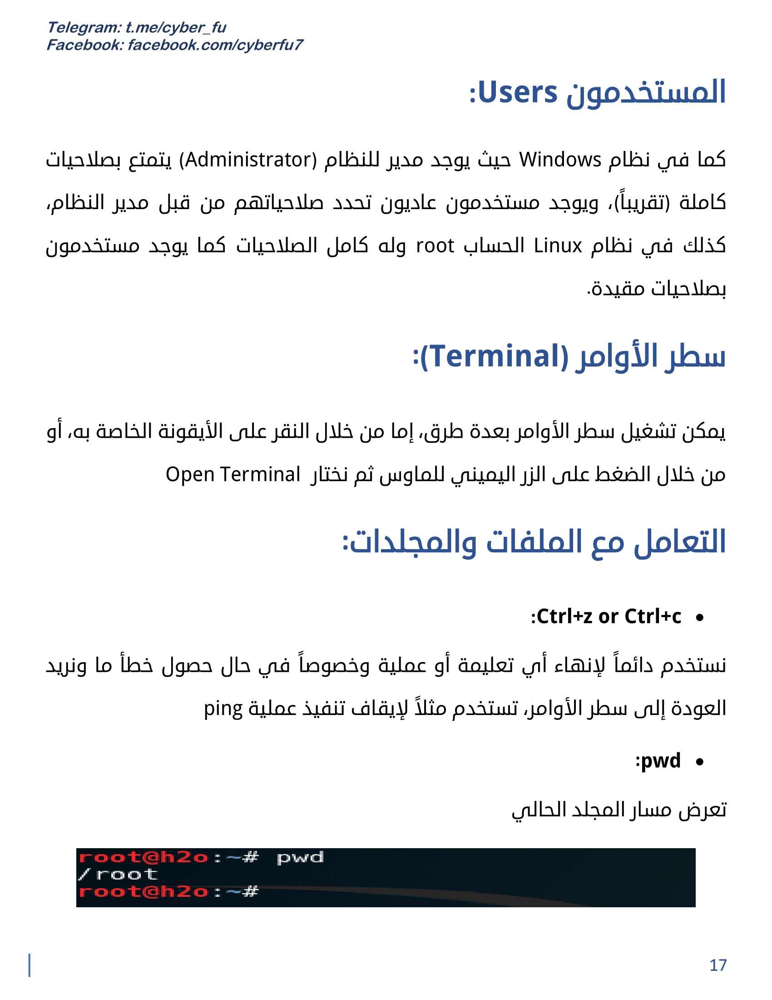 Telegram: t.me/cyber_fu
Facebook: facebook.com/cyberfu7
المستخدمون Users:
كما في نظام Windows حيث يوجد مدير للنظام (Administrator) يتمتع بصلاحيات
كاملة (تقريباً)، ويوجد مستخدمون عاديون تحدد صلاحياتهم من قبل مدير النظام،
كذلك في نظام Linux الحساب root وله كامل الصلاحيات كما يوجد مستخدمون
بصلاحيات مقيدة.
سطر الأوامر (Terminal):
يمكن تشغيل سطر الأوامر بعدة طرق، إما من خلال النقر على الأيقونة الخاصة به، أو
من خلال الضغط على الزر اليميني للماوس ثم نختار Open Terminal
التعامل مع الملفات والمجلدات:
• Ctrl+z or Ctrl+c:
نستخدم دائماً لإنهاء أي تعليمة أو عملية وخصوصاً في حال حصول خطأ ما ونريد
العودة إلى سطر الأوامر، تستخدم مثلاً لإيقاف تنفيذ عملية ping
• pwd:
تعرض مسار المجلد الحالي
root@h2o:~# pwd
/root
root@h2o:~#
17